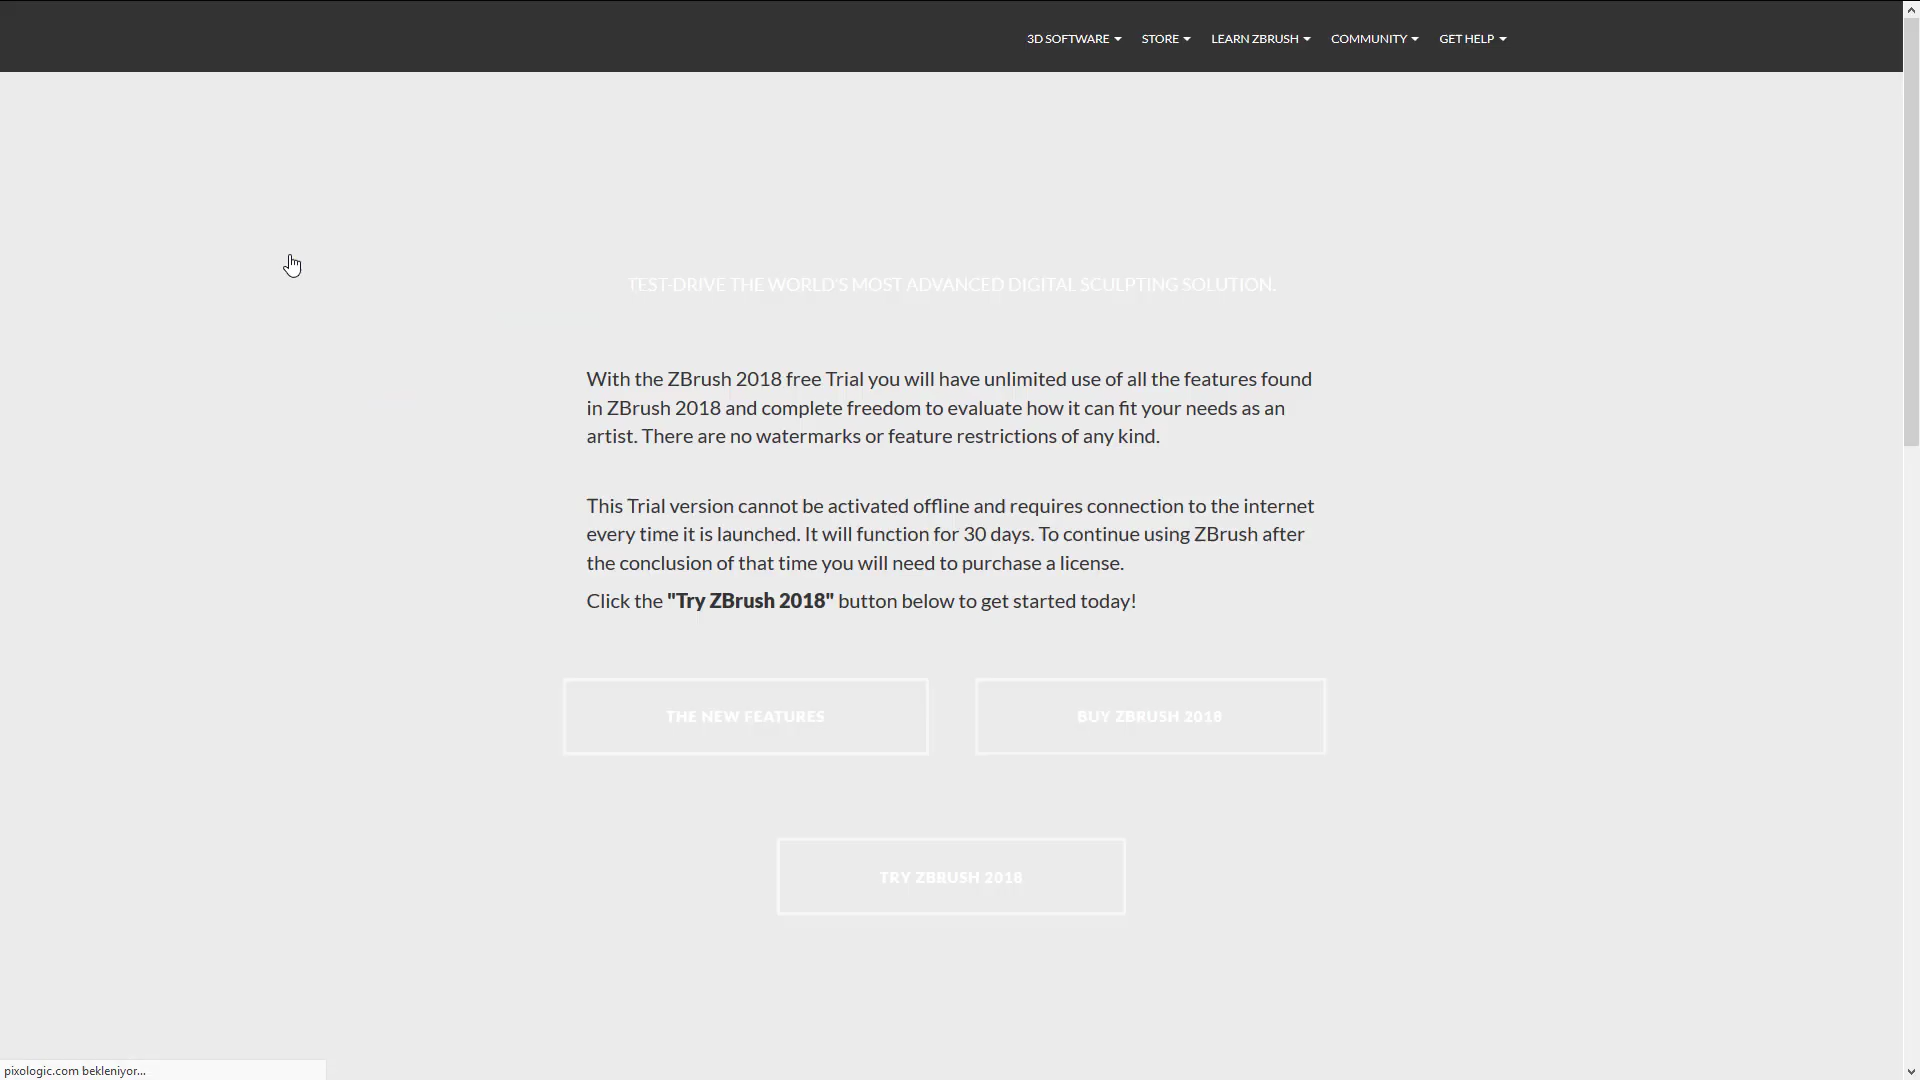 3D SOFTWARE STORE LEARN ZBRUSH COMMUNITY GET HELP
TEST-DRIVE THE WORLD'S MOST ADVANCED DIGITAL SCULPTING SOLUTION.
With the ZBrush 2018 free Trial you will have unlimited use of all the features found
in ZBrush 2018 and complete freedom to evaluate how it can fit your needs as an
artist. There are no watermarks or feature restrictions of any kind.
This Trial version cannot be activated offline and requires connection to the internet
every time it is launched. It will function for 30 days. To continue using ZBrush after
the conclusion of that time you will need to purchase a license.
Click the "Try ZBrush 2018" button below to get started today!
THE NEW FEATURES
BUY ZBRUSH 2018
TRY ZBRUSH 2018
pixologic.com bekleniyor...